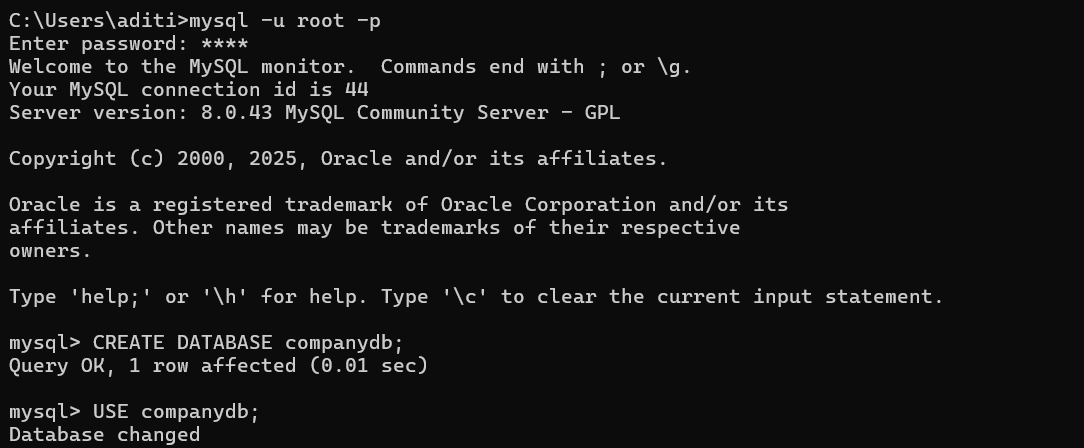 C:\Users\aditi>mysql -u root -p
Enter password: ****
Welcome to the MySQL monitor.  Commands end with ; or \g.
Your MySQL connection id is 44
Server version: 8.0.43 MySQL Community Server - GPL

Copyright (c) 2000, 2025, Oracle and/or its affiliates.

Oracle is a registered trademark of Oracle Corporation and/or its
affiliates. Other names may be trademarks of their respective
owners.

Type 'help;' or '\h' for help. Type '\c' to clear the current input statement.

mysql> CREATE DATABASE companydb;
Query OK, 1 row affected (0.01 sec)

mysql> USE companydb;
Database changed